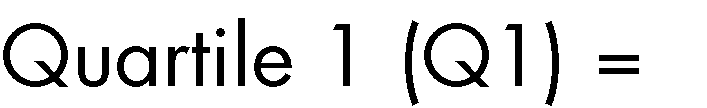 Quartile 1 (Q1) =